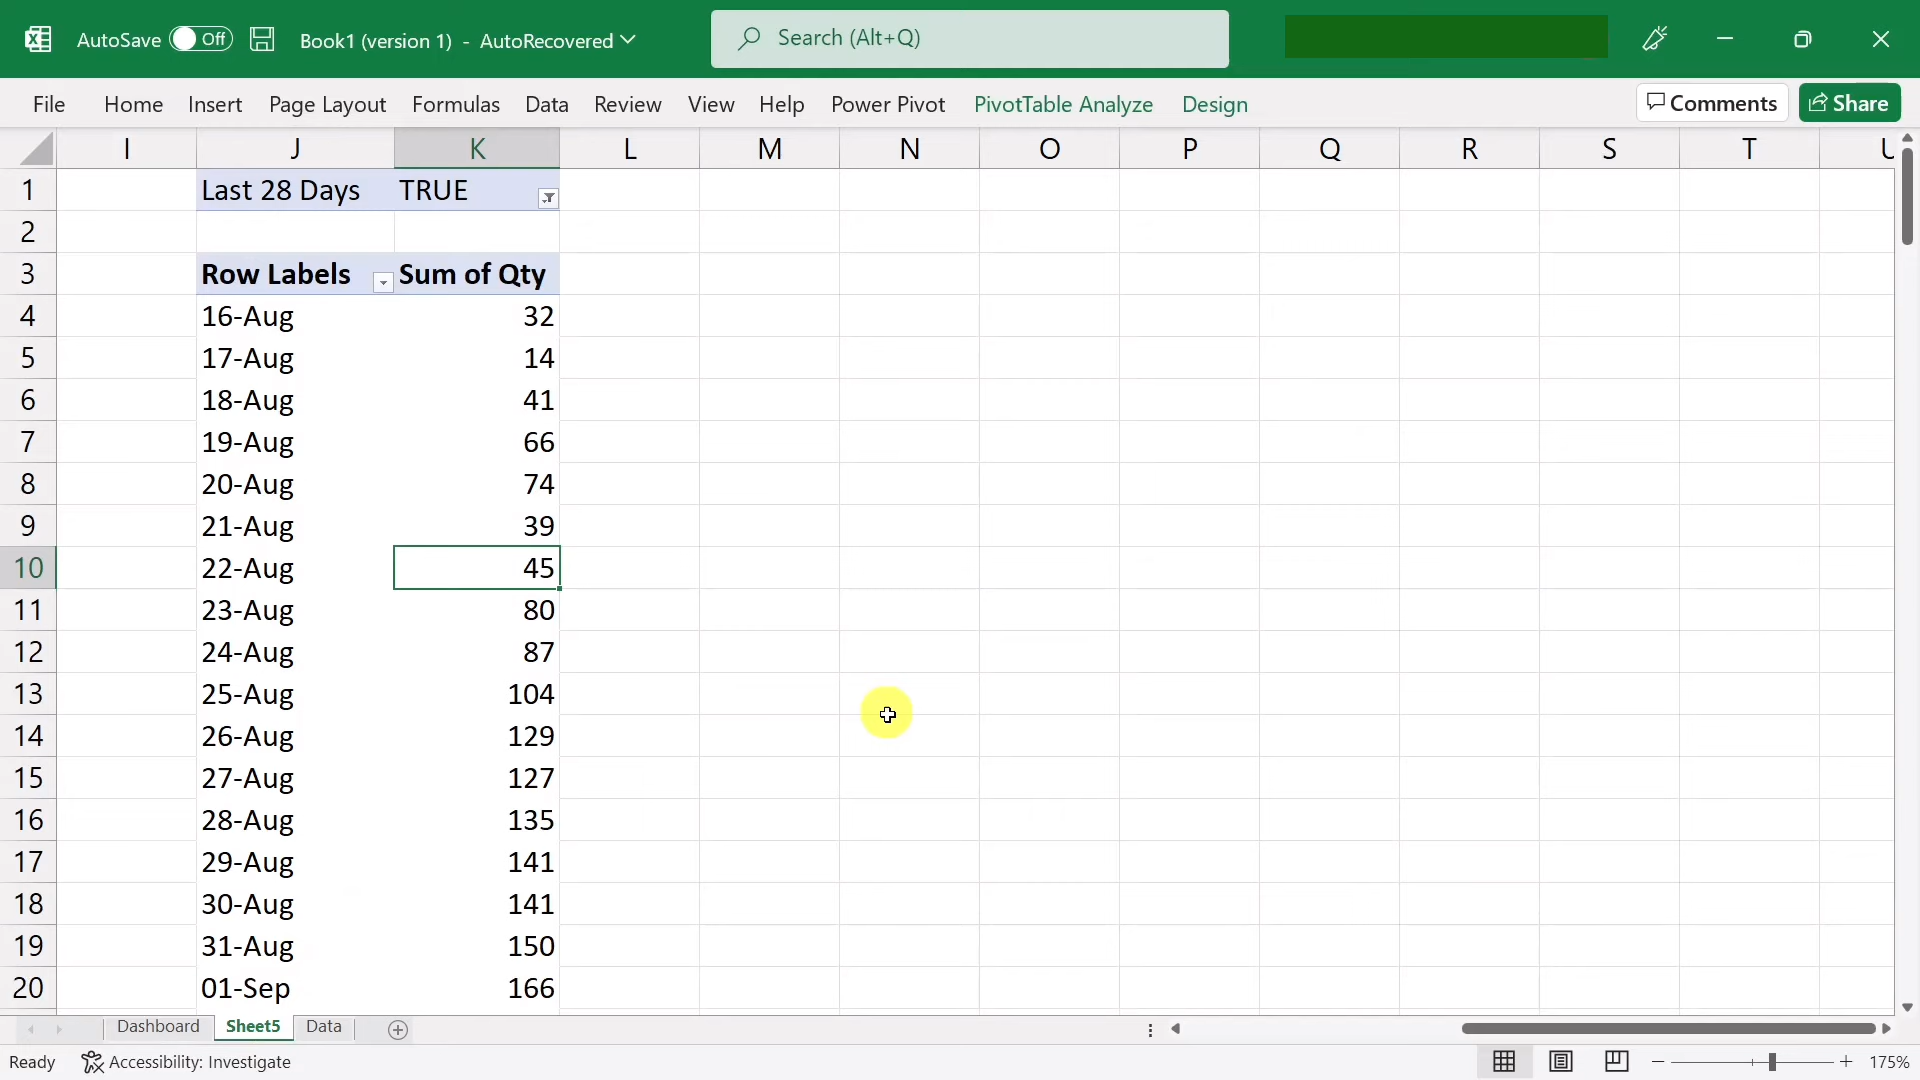 AutoSave Off Book1 (version 1) - AutoRecovered Search (Alt+Q)
File Home Insert Page Layout Formulas Data Review View Help Power Pivot PivotTable Analyze Design Comments Share
I J K L M N O P Q R S T U
1 Last 28 Days TRUE
2
3 Row Labels Sum of Qty
4 16-Aug 32
5 17-Aug 14
6 18-Aug 41
7 19-Aug 66
8 20-Aug 74
9 21-Aug 39
10 22-Aug 45
11 23-Aug 80
12 24-Aug 87
13 25-Aug 104
14 26-Aug 129
15 27-Aug 127
16 28-Aug 135
17 29-Aug 141
18 30-Aug 141
19 31-Aug 150
20 01-Sep 166
Dashboard Sheet5 Data
Ready Accessibility: Investigate 175%